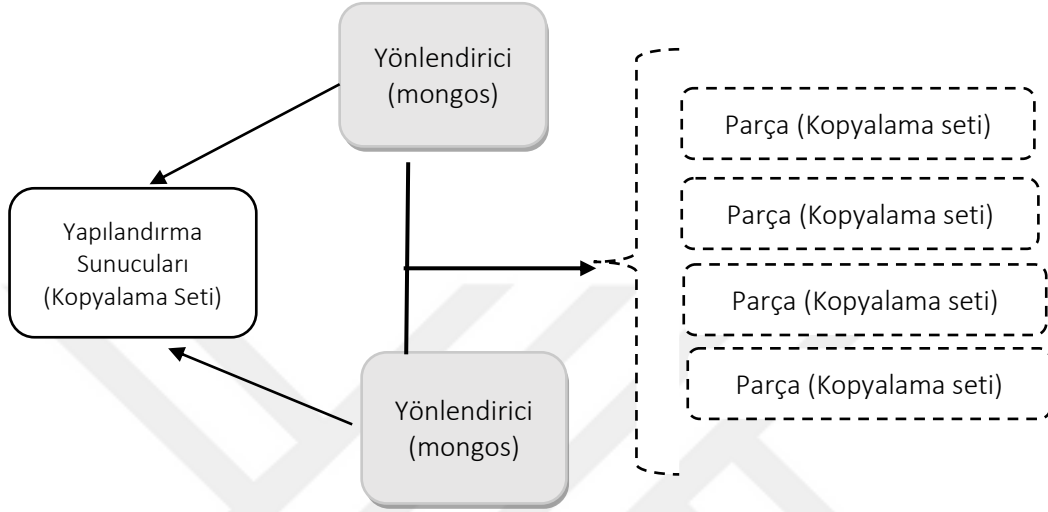 Yönlendirici
(mongos)
Parça (Kopyalama seti)
Parça (Kopyalama seti)
Yapılandırma
Sunucuları
(Kopyalama Seti)
Parça (Kopyalama seti)
Parça (Kopyalama seti)
Yönlendirici
(mongos)